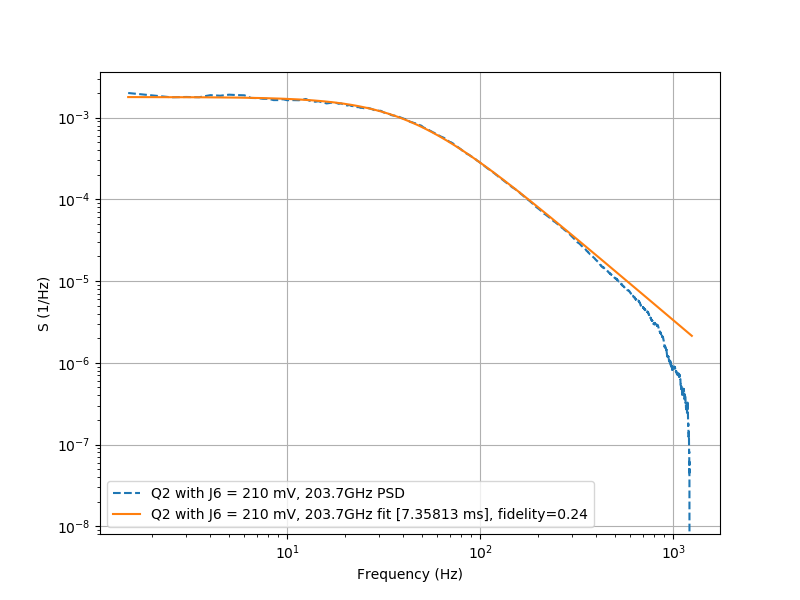 10⁻³
10⁻⁴
10⁻⁵
10⁻⁶
10⁻⁷
10⁻⁸
S (1/Hz)
Q2 with J6 = 210 mV, 203.7GHz PSD
Q2 with J6 = 210 mV, 203.7GHz fit [7.35813 ms], fidelity=0.24
10¹ 10² 10³
Frequency (Hz)